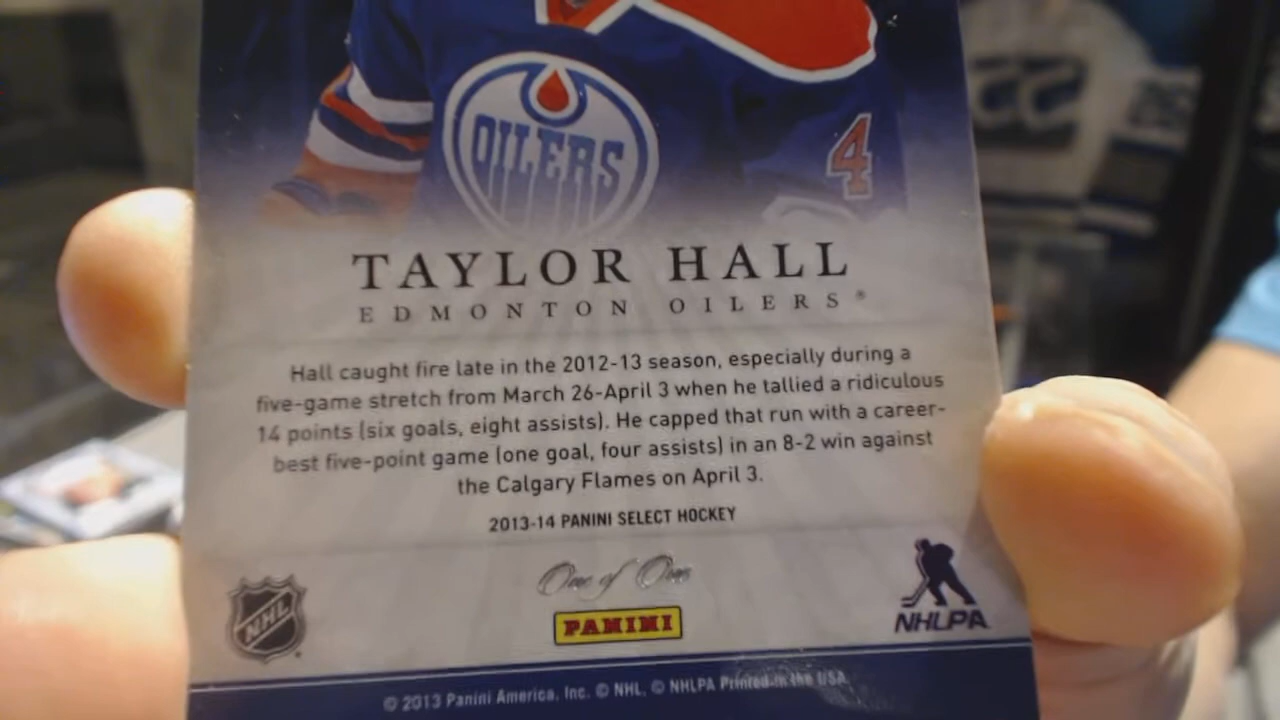 OILERS
4
TAYLOR HALL
EDMONTON OILERS®
Hall caught fire late in the 2012-13 season, especially during a
five-game stretch from March 26-April 3 when he tallied a ridiculous
14 points (six goals, eight assists). He capped that run with a career-
best five-point game (one goal, four assists) in an 8-2 win against
the Calgary Flames on April 3.
2013-14 PANINI SELECT HOCKEY
One of One
PANINI
NHL
NHLPA
© 2013 Panini America, Inc. © NHL, © NHLPA Printed in the USA.